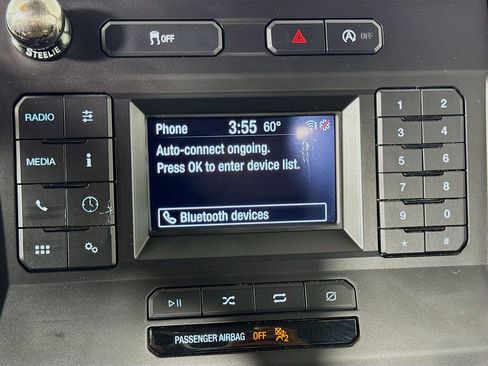 STEELIE
OFF
OFF
RADIO
MEDIA
Phone 3:55 60°
Auto-connect ongoing.
Press OK to enter device list.
Bluetooth devices
1 2
3 4
5 6
7 8
9 0
* #
PASSENGER AIRBAG OFF 2